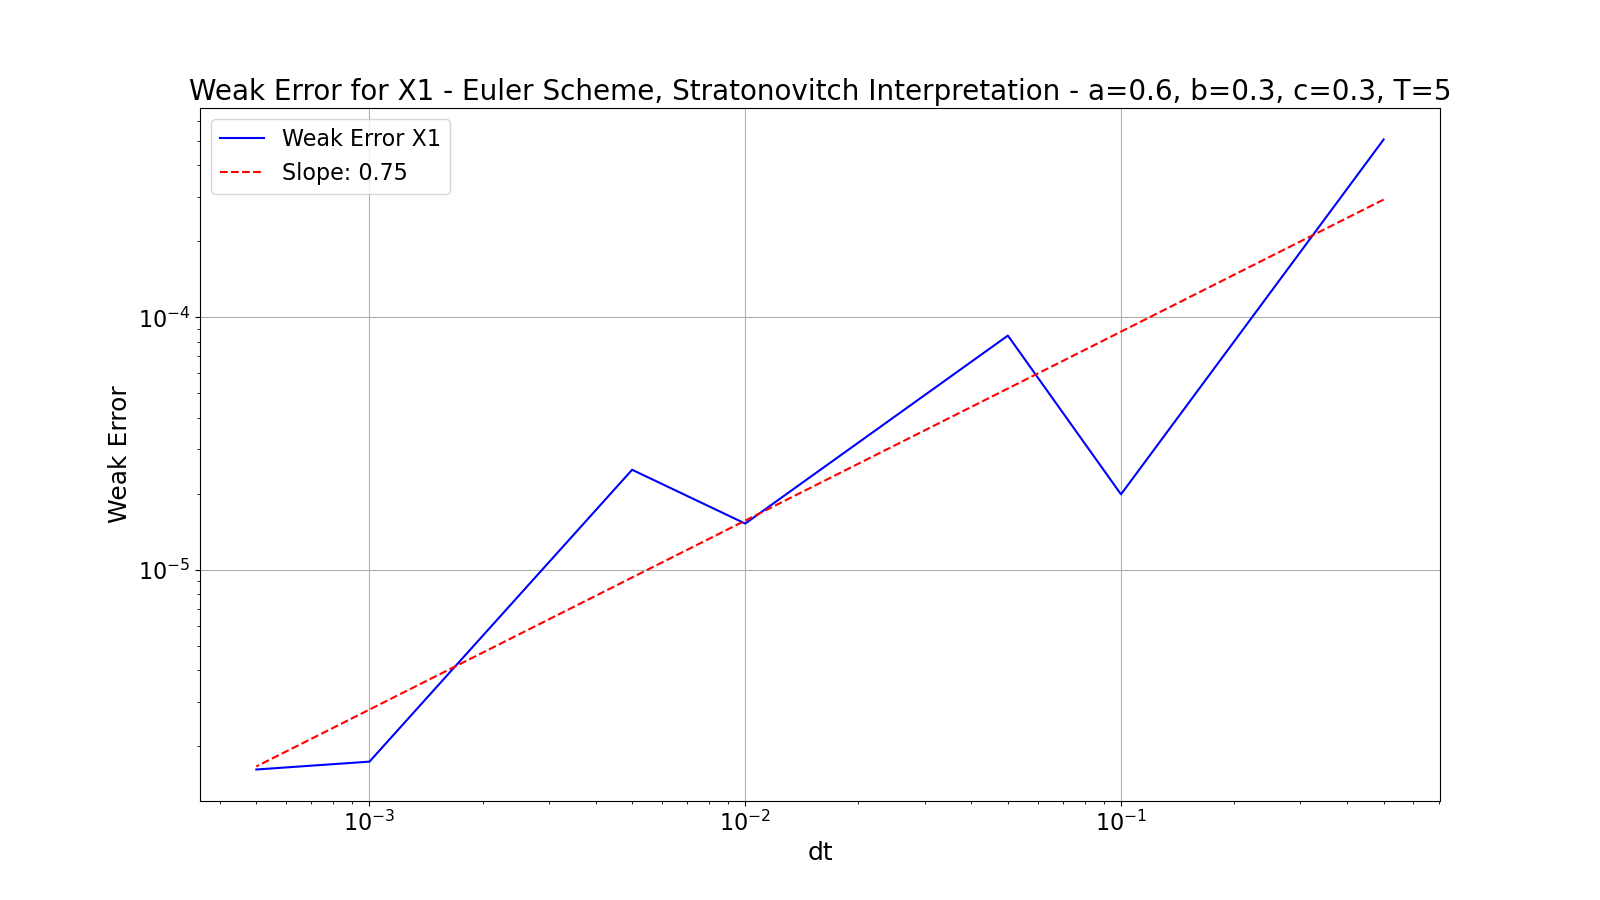 Weak Error for X1 - Euler Scheme, Stratonovitch Interpretation - a=0.6, b=0.3, c=0.3, T=5
Weak Error X1
Slope: 0.75
10⁻⁴
10⁻⁵
Weak Error
10⁻³ 10⁻² 10⁻¹
dt